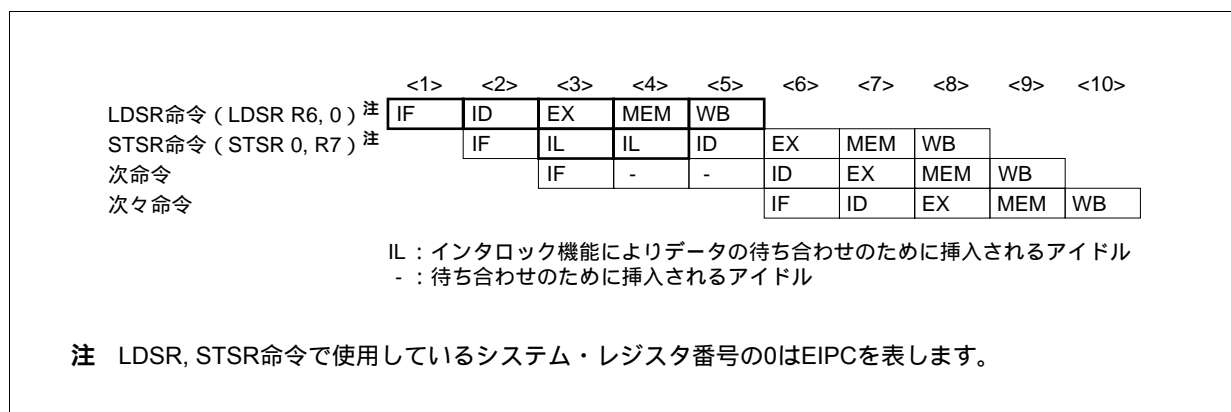 <1> <2> <3> <4> <5> <6> <7> <8> <9> <10>
LDSR命令（LDSR R6, 0）注 IF ID EX MEM WB
STSR命令（STSR 0, R7）注 IF IL IL ID EX MEM WB
次命令 IF - - ID EX MEM WB
次々命令 IF ID EX MEM WB
IL：インタロック機能によりデータの待ち合わせのために挿入されるアイドル
-：待ち合わせのために挿入されるアイドル
注 LDSR, STSR命令で使用しているシステム・レジスタ番号の0はEIPCを表します。